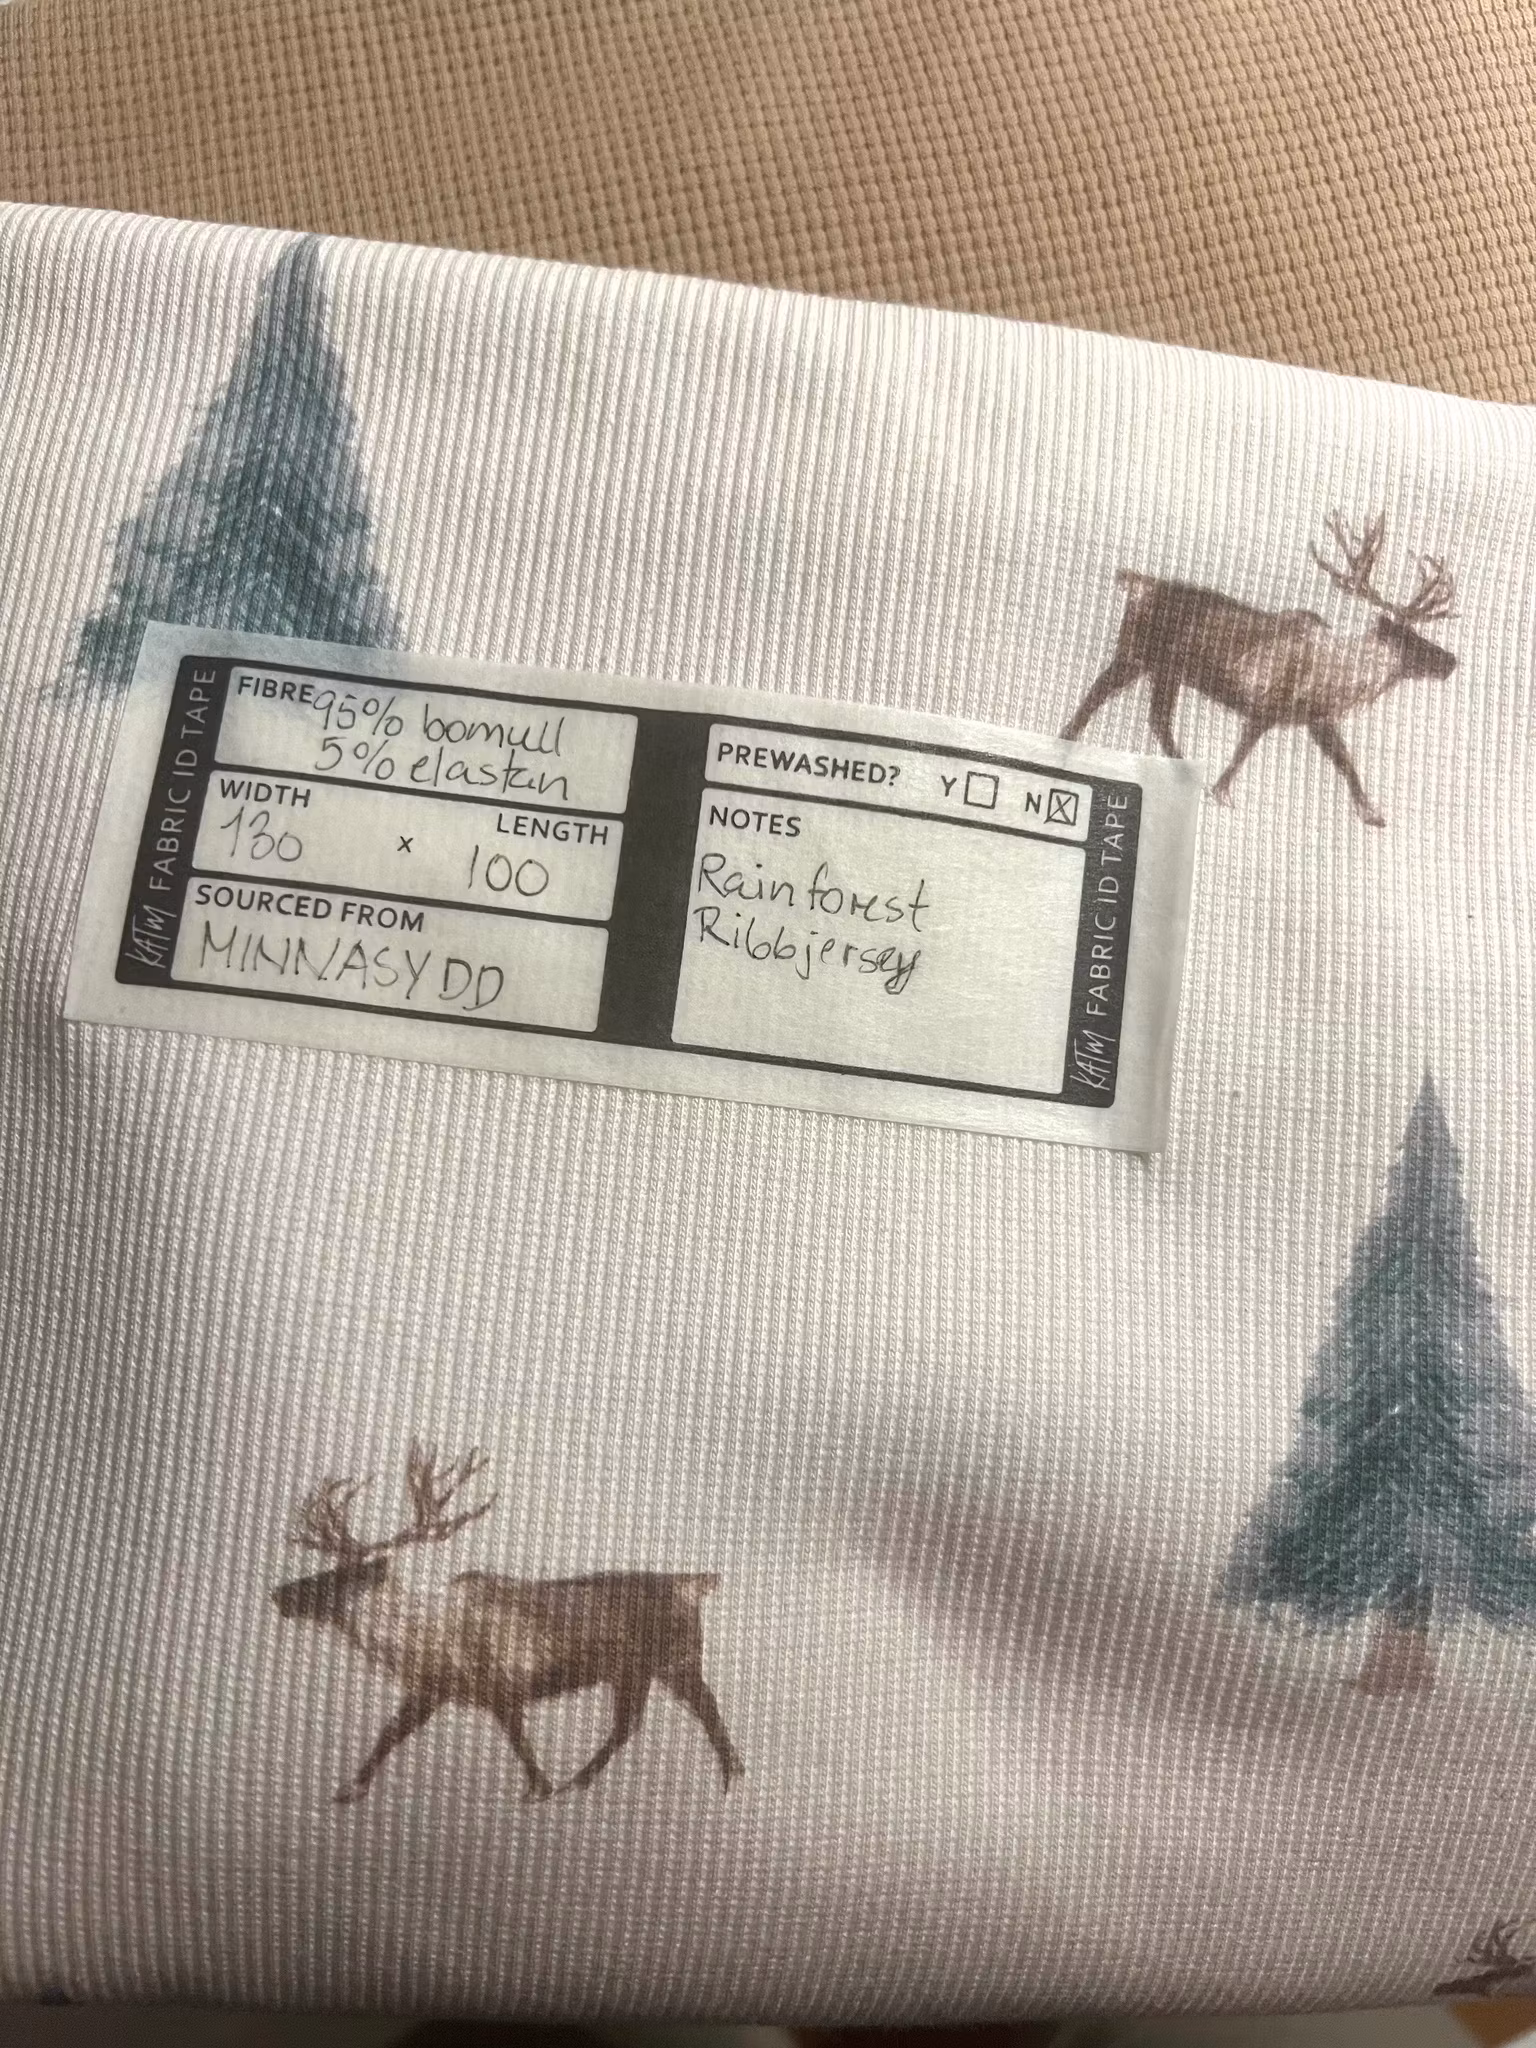 KATM FABRIC ID TAPE
FIBRE 95% bomull
5% elastan
WIDTH
LENGTH
130 x 100
SOURCED FROM
MINNASYDD
PREWASHED? Y ☐ N ☒
NOTES
Rainforest
Ribbjersey
KATM FABRIC ID TAPE